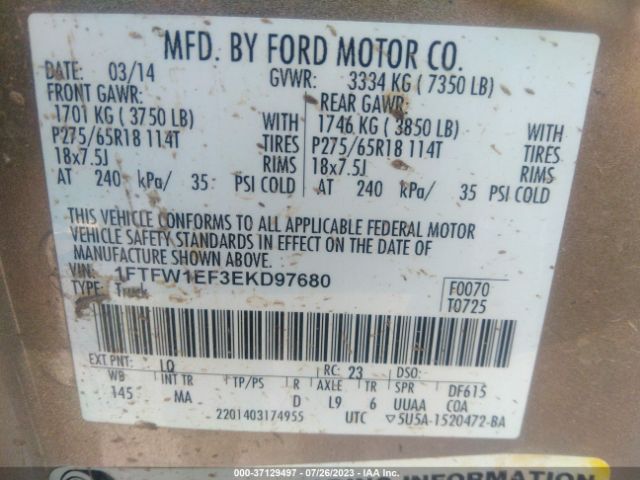 MFD. BY FORD MOTOR CO.
DATE: 03/14 GVWR: 3334 KG ( 7350 LB)
FRONT GAWR: REAR GAWR:
1701 KG ( 3750 LB) WITH 1746 KG ( 3850 LB) WITH
P275/65R18 114T TIRES P275/65R18 114T TIRES
18x7.5J RIMS 18x7.5J RIMS
AT 240 kPa/ 35 PSI COLD AT 240 kPa/ 35 PSI COLD
THIS VEHICLE CONFORMS TO ALL APPLICABLE FEDERAL MOTOR
VEHICLE SAFETY STANDARDS IN EFFECT ON THE DATE OF
MANUFACTURE SHOWN ABOVE.
VIN: 1FTFW1EF3EKD97680
TYPE: Truck
F0070
T0725
EXT PNT: LQ RC: 23 DSO:
WB INT TR TP/PS R AXLE TR SPR DF615
145 MA D L9 6 UUAA COA
2201403174955 UTC ▽5U5A-1520472-BA
INFORMATION
000 - 37129497 - 07/26/2023 - IAA Inc.